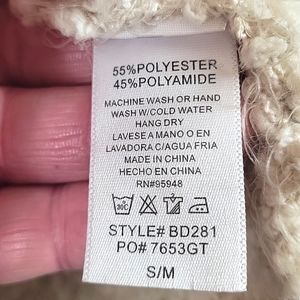 55%POLYESTER
45%POLYAMIDE
MACHINE WASH OR HAND
WASH W/COLD WATER
HANG DRY
LAVESE A MANO O EN
LAVADORA C/AGUA FRIA
MADE IN CHINA
HECHO EN CHINA
RN#95948
30C
STYLE# BD281
PO# 7653GT
S/M